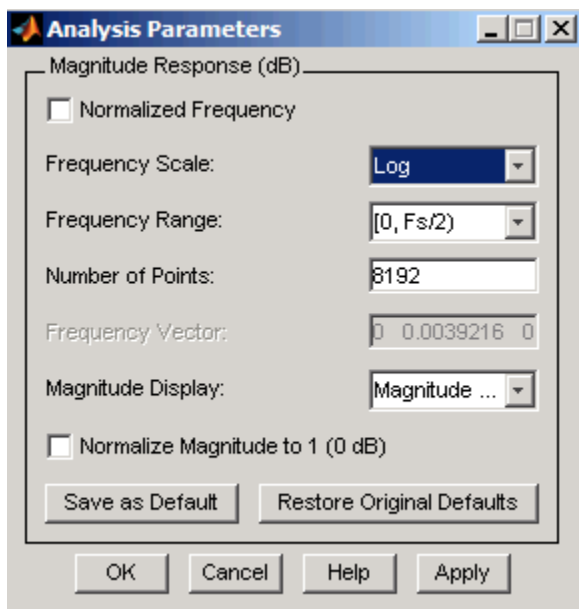 Analysis Parameters
Magnitude Response (dB)
Normalized Frequency
Frequency Scale: Log
Frequency Range: [0, Fs/2)
Number of Points: 8192
Frequency Vector: 0 0.0039216 0
Magnitude Display: Magnitude ...
Normalize Magnitude to 1 (0 dB)
Save as Default Restore Original Defaults
OK Cancel Help Apply